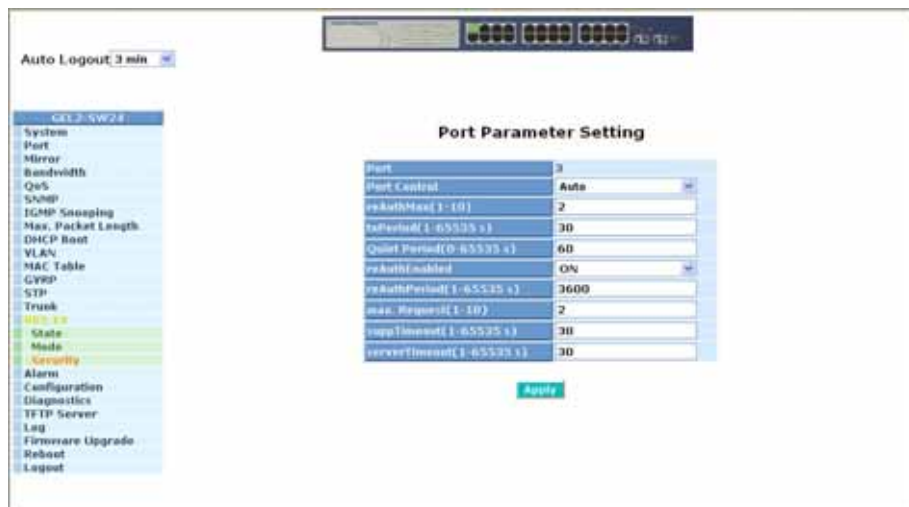 Auto Logout 3 min
GEL2-SW24
System
Port
Mirror
Bandwidth
QoS
SNMP
IGMP Snooping
Max. Packet Length
DHCP Boot
VLAN
MAC Table
GVRP
STP
Trunk
802.1x
State
Mode
Security
Alarm
Configuration
Diagnostics
TFTP Server
Log
Firmware Upgrade
Reboot
Logout
Port Parameter Setting
Port 3
Port Control Auto
reAuthMax(1-10) 2
txPeriod(1-65535 s) 30
Quiet Period(0-65535 s) 60
reAuthEnabled ON
reAuthPeriod(1-65535 s) 3600
max. Request(1-10) 2
suppTimeout(1-65535 s) 30
serverTimeout(1-65535 s) 30
Apply